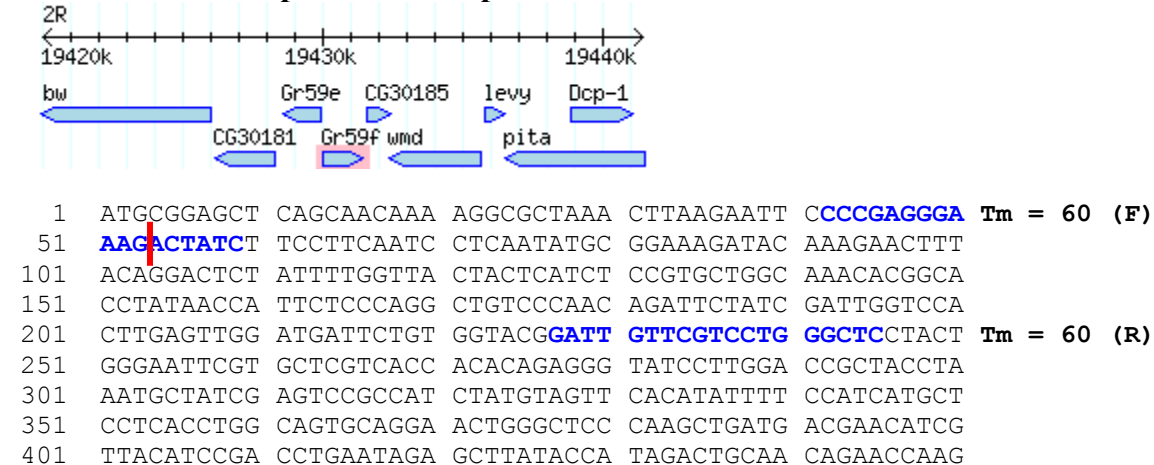 2R
19420k 19430k 19440k
bw Gr59e CG30185 levy Dcp-1
CG30181 Gr59f wmd pita
1 ATGCGGAGCT CAGCAACAAA AGGCGCTAAA CTTAAGAATT CCCCGAGGGA Tm = 60 (F)
51 AAGACTATCT TCCTTCAATC CTCAATATGC GGAAAGATAC AAAGAACTTT
101 ACAGGACTCT ATTTTGGTTA CTACTCATCT CCGTGCTGGC AAACACGGCA
151 CCTATAACCA TTCTCCCAGG CTGTCCCAAC AGATTCTATC GATTGGTCCA
201 CTTGAGTTGG ATGATTCTGT GGTACGGATT GTTCGTCCTG GGCTCCTACT Tm = 60 (R)
251 GGGAATTCGT GCTCGTCACC ACACAGAGGG TATCCTTGGA CCGCTACCTA
301 AATGCTATCG AGTCCGCCAT CTATGTAGTT CACATATTTT CCATCATGCT
351 CCTCACCTGG CAGTGCAGGA ACTGGGCTCC CAAGCTGATG ACGAACATCG
401 TTACATCCGA CCTGAATAGA GCTTATACCA TAGACTGCAA CAGAACCAAG